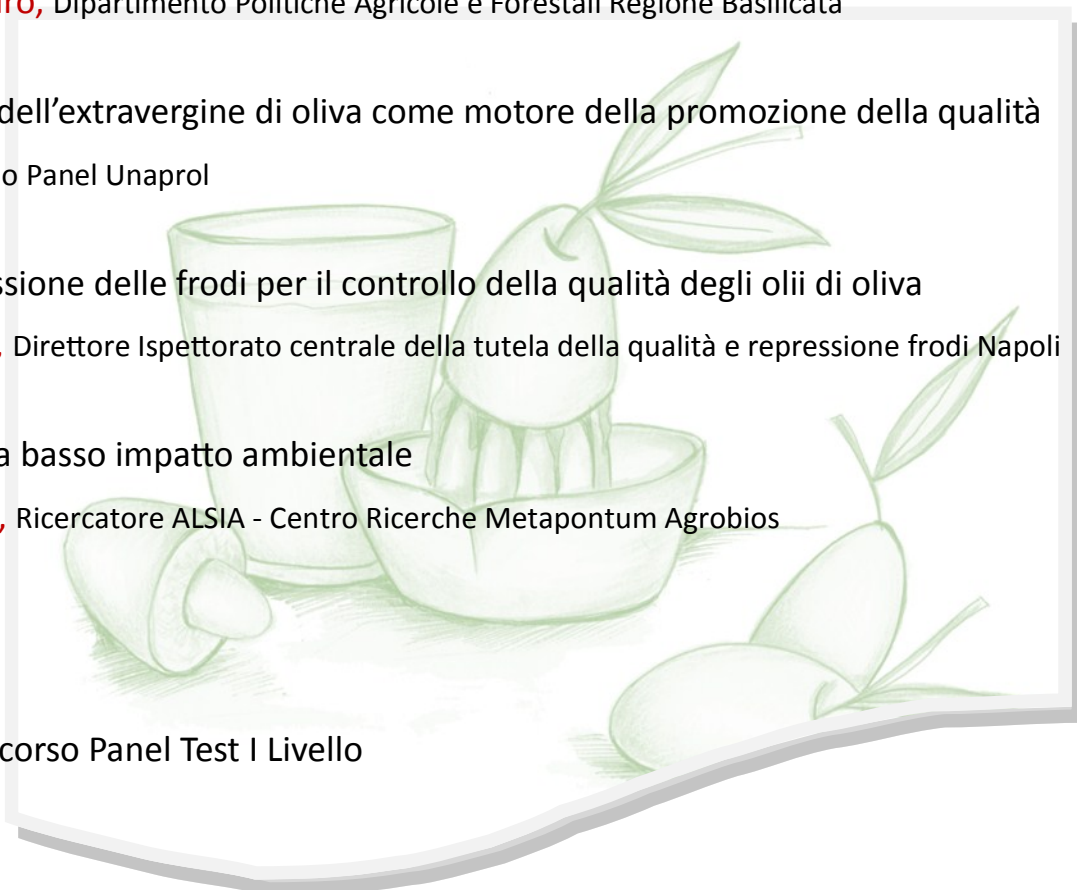 ro, Dipartimento Politiche Agricole e Forestali Regione Basilicata
dell’extravergine di oliva come motore della promozione della qualità
o Panel Unaprol
ssione delle frodi per il controllo della qualità degli olii di oliva
, Direttore Ispettorato centrale della tutela della qualità e repressione frodi Napoli
a basso impatto ambientale
, Ricercatore ALSIA - Centro Ricerche Metapontum Agrobios
corso Panel Test I Livello